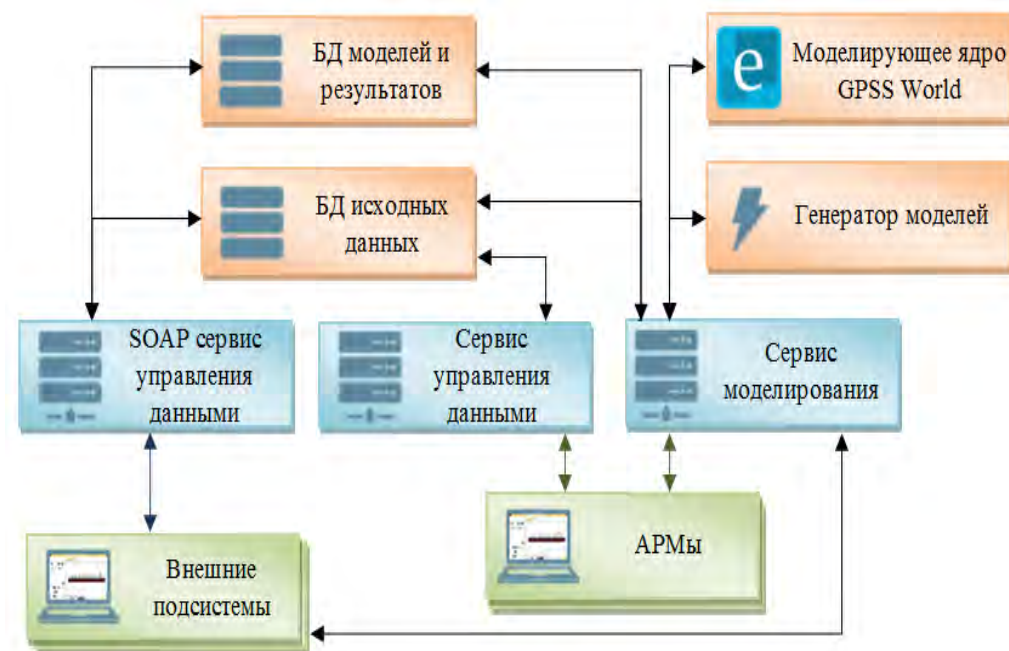 БД моделей и
результатов
Моделирующее ядро
GPSS World
БД исходных
данных
Генератор моделей
SOAP сервис
управления
данными
Сервис
управления
данными
Сервис
моделирования
Внешние
подсистемы
АРМы